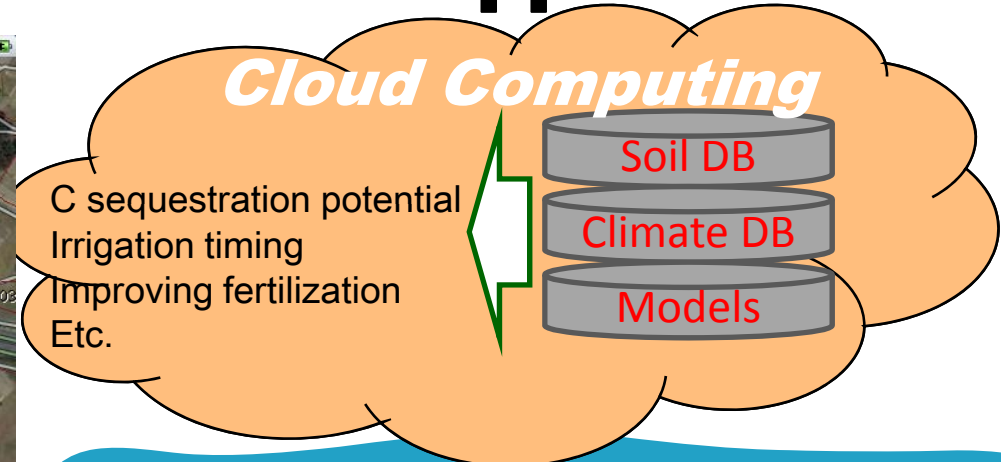 Cloud Computing
Soil DB
Climate DB
Models
C sequestration potential
Irrigation timing
Improving fertilization
Etc.